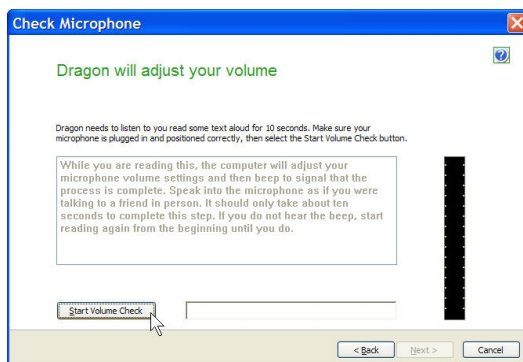 Check Microphone
Dragon will adjust your volume
Dragon needs to listen to you read some text aloud for 10 seconds. Make sure your
microphone is plugged in and positioned correctly, then select the Start Volume Check button.
While you are reading this, the computer will adjust your
microphone volume settings and then beep to signal that the
process is complete. Speak into the microphone as if you were
talking to a friend in person. It should only take about ten
seconds to complete this step. If you do not hear the beep, start
reading again from the beginning until you do.
Start Volume Check
< Back Next > Cancel